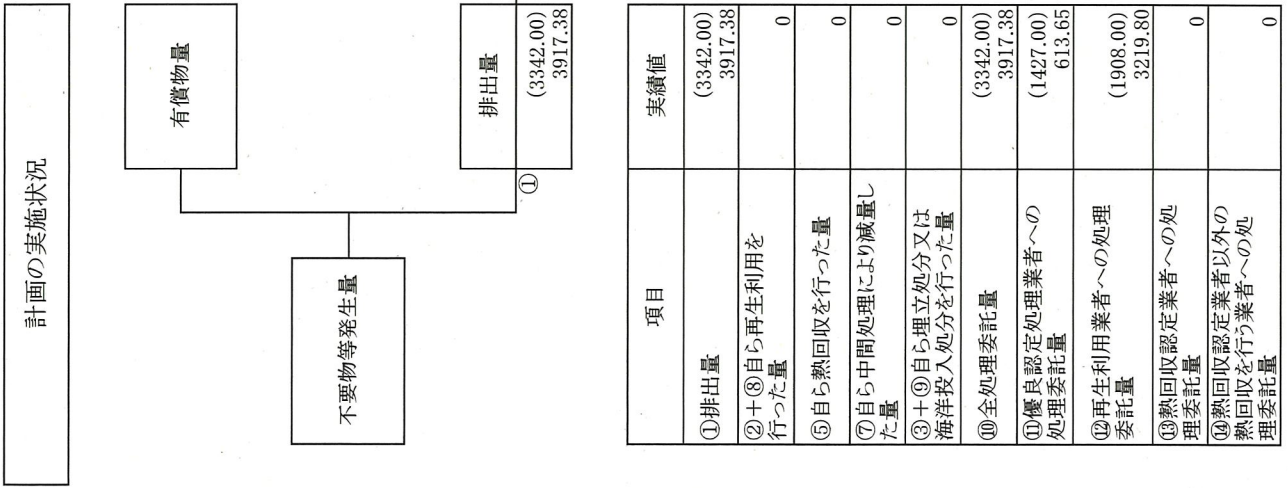 計画の実施状況
有償物量
不要物等発生量
排出量
①
(3342.00)
3917.38
項目
実績値
①排出量
(3342.00)
3917.38
②+⑧自ら再生利用を
行った量
0
⑤自ら熱回収を行った量
0
⑦自ら中間処理により減量し
た量
0
③+⑨自ら埋立処分又は
海洋投入処分を行った量
0
⑩全処理委託量
(3342.00)
3917.38
⑪優良認定処理業者への
処理委託量
(1427.00)
613.65
⑫再生利用業者への処理
委託量
(1908.00)
3219.80
⑬熱回収認定業者への処
理委託量
0
⑭熱回収認定業者以外の
熱回収を行う業者への処
理委託量
0